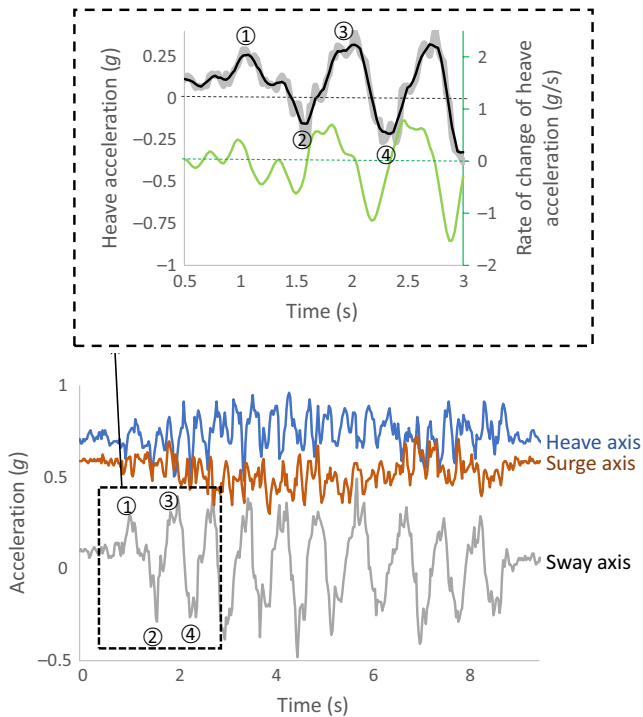 ① ③
② ④
0.25
0
–0.25
–0.5
–0.75
–1
Heave acceleration (g)
2
1
0
–1
–2
Rate of change of heave
acceleration (g/s)
0.5 1 1.5 2 2.5 3
Time (s)
1
0.5
0
–0.5
Acceleration (g)
Heave axis
Surge axis
Sway axis
① ③
② ④
0 2 4 6 8
Time (s)